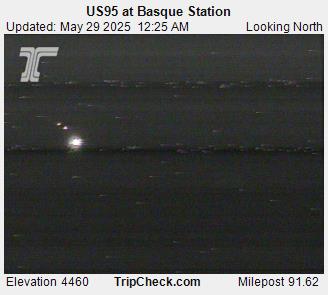 US95 at Basque Station
Updated: May 29 2025 12:25 AM Looking North
Elevation 4460 TripCheck.com Milepost 91.62